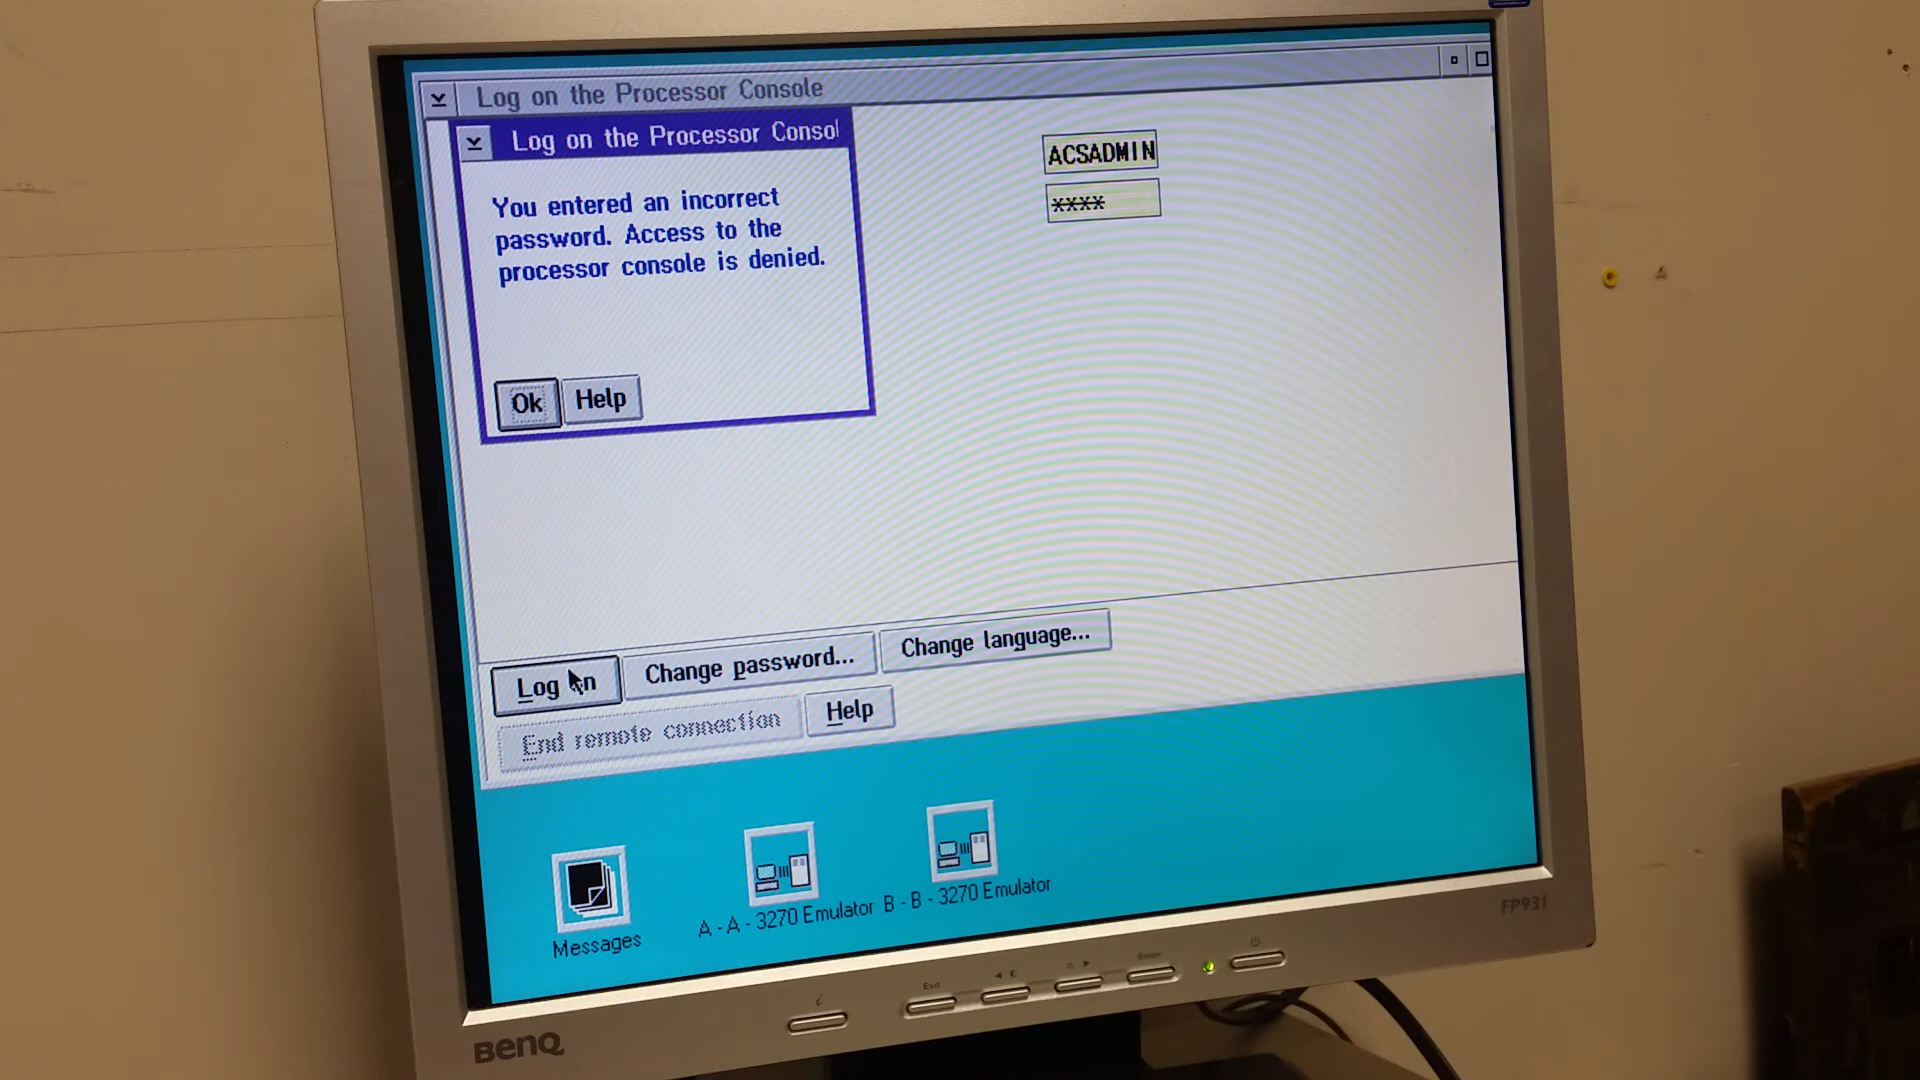 Log on the Processor Console
Log on the Processor Consol
You entered an incorrect
password. Access to the
processor console is denied.
Ok Help
ACSADMIN
xxxx
Log on Change password... Change language...
End remote connection Help
Messages
A - A - 3270 Emulator
B - B - 3270 Emulator
FP931
i
Exit
Enter
BenQ